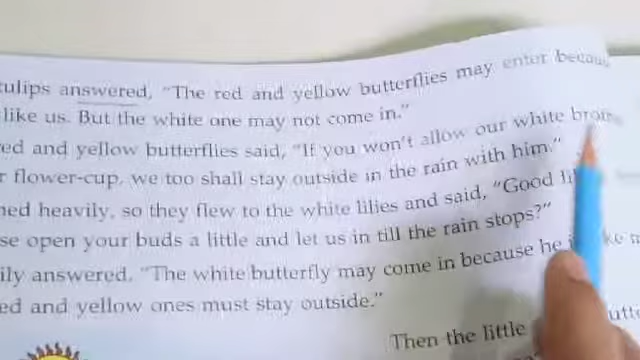 tulips answered, "The red and yellow butterflies may enter because
like us. But the white one may not come in."
ed and yellow butterflies said, "If you won't allow our white
flower-cup, we too shall stay outside in the rain with him."
ned heavily, so they flew to the white lilies and said, "Good
se open your buds a little and let us in till the rain stops?"
ily answered. "The white butterfly may come in because he
ed and yellow ones must stay outside."
Then the little